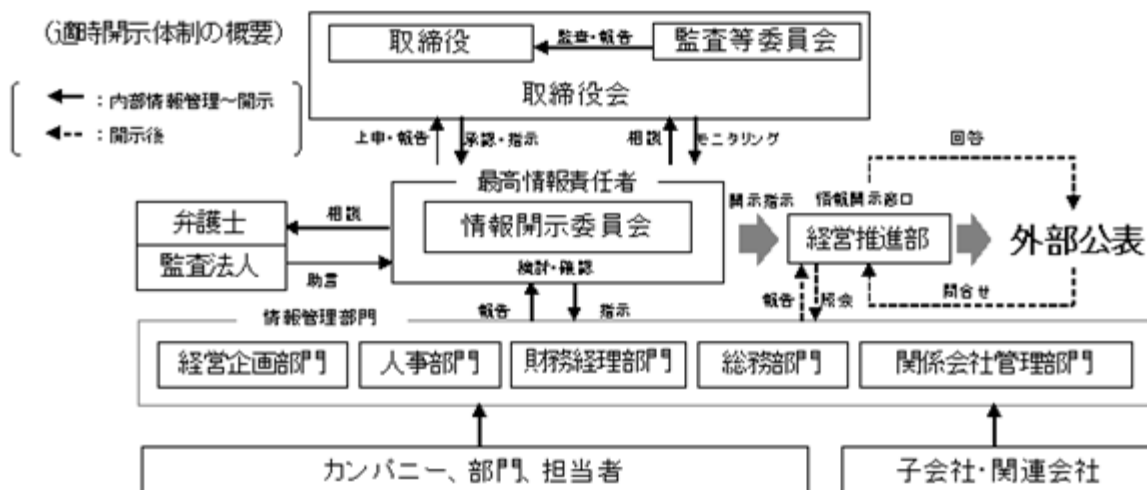 (適時開示体制の概要)
：内部情報管理～開示
：開示後
取締役
監査・報告
監査等委員会
取締役会
上申・報告
承認・指示
相談
モニタリング
回答
最高情報責任者
情報開示委員会
検討・確認
弁護士
監査法人
相談
助言
開示指示
情報開示窓口
経営推進部
外部公表
問合せ
報告
照会
報告
指示
情報管理部門
経営企画部門
人事部門
財務経理部門
総務部門
関係会社管理部門
カンパニー、部門、担当者
子会社・関連会社